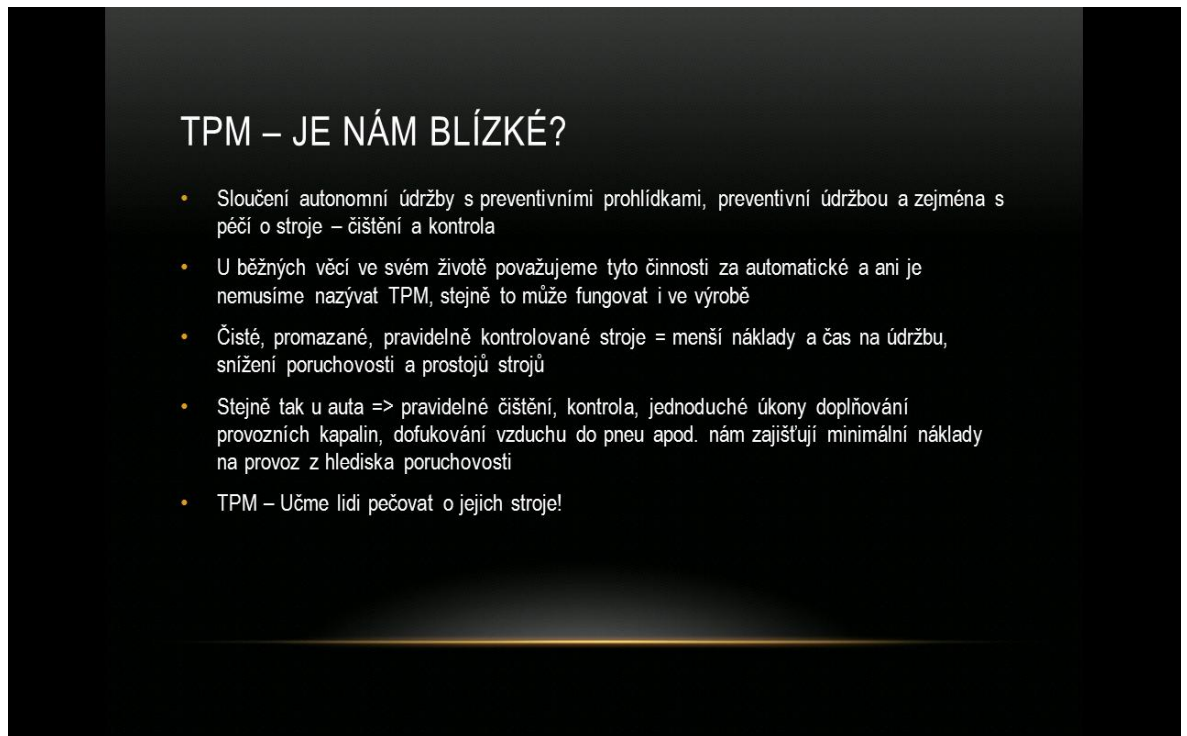 TPM – JE NÁM BLÍZKÉ?
• Sloučení autonomní údržby s preventivními prohlídkami, preventivní údržbou a zejména s
péčí o stroje – čištění a kontrola
• U běžných věcí ve svém životě považujeme tyto činnosti za automatické a ani je
nemusíme nazývat TPM, stejně to může fungovat i ve výrobě
• Čisté, promazané, pravidelně kontrolované stroje = menší náklady a čas na údržbu,
snížení poruchovosti a prostojů strojů
• Stejně tak u auta => pravidelné čištění, kontrola, jednoduché úkony doplňování
provozních kapalin, dofukování vzduchu do pneu apod. nám zajišťují minimální náklady
na provoz z hlediska poruchovosti
• TPM – Učme lidi pečovat o jejich stroje!